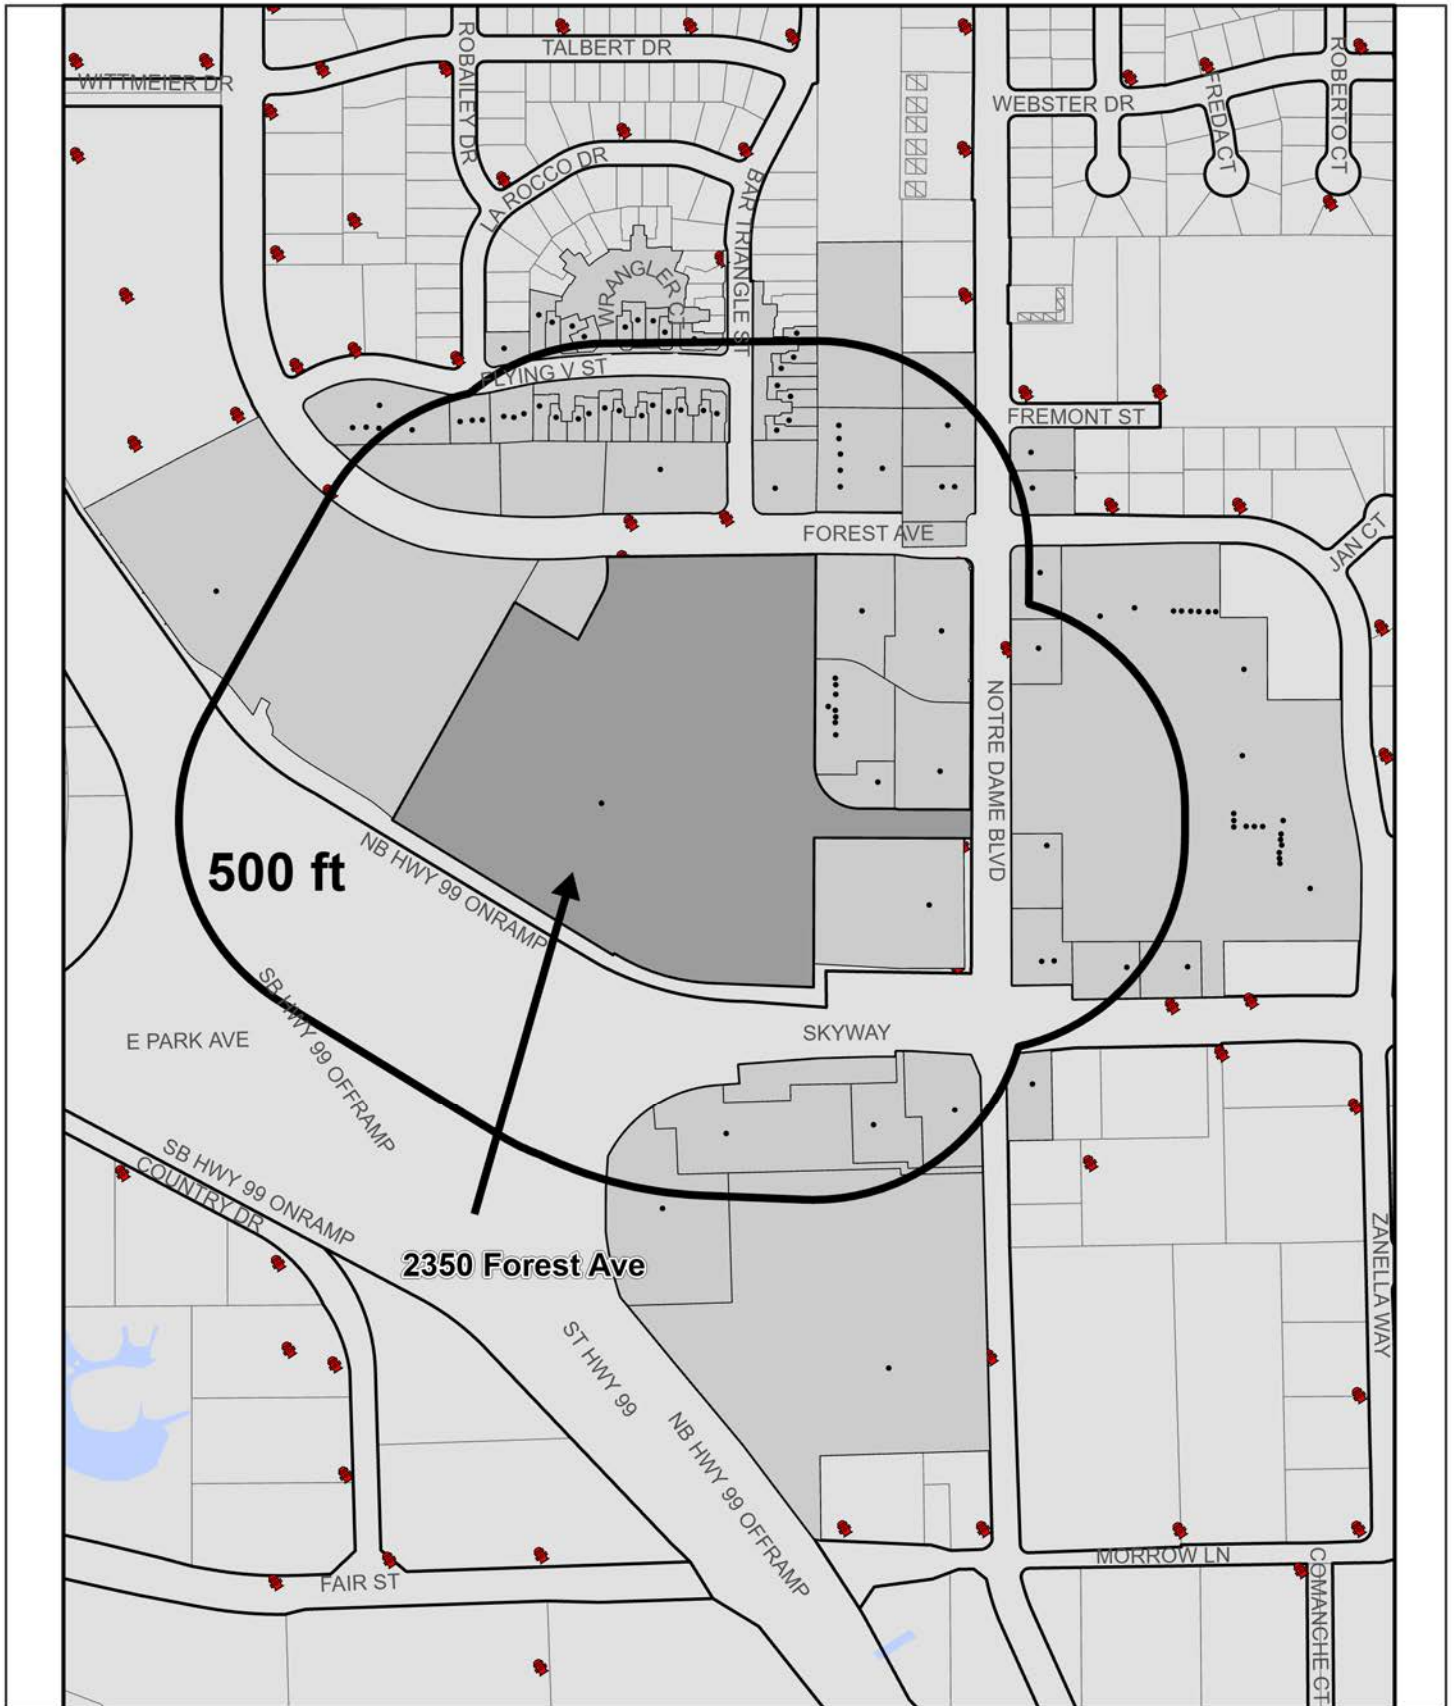 TALBERT DR
WITTMEIER DR
ROBAILEY DR
ROBERTO CT
FREDA CT
WEBSTER DR
LA ROCCO DR
BAR TRIANGLE ST
WRANGLER CT
FLYING V ST
FREMONT ST
FOREST AVE
JAN CT
NOTRE DAME BLVD
500 ft
NB HWY 99 ONRAMP
SB HWY 99 OFFRAMP
E PARK AVE
SKYWAY
SB HWY 99 ONRAMP
COUNTRY DR
2350 Forest Ave
ZANELLA WAY
ST HWY 99
NB HWY 99 OFFRAMP
MORROW LN
FAIR ST
COMANCHE CT